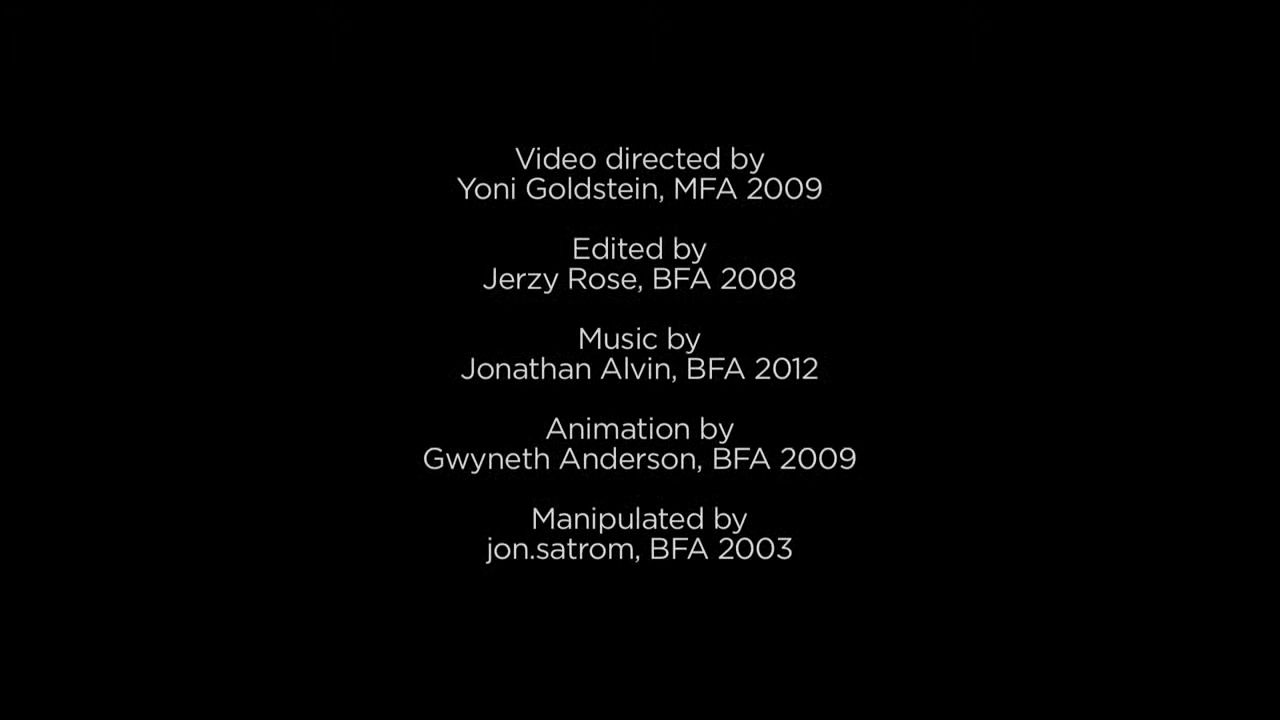 Video directed by
Yoni Goldstein, MFA 2009
Edited by
Jerzy Rose, BFA 2008
Music by
Jonathan Alvin, BFA 2012
Animation by
Gwyneth Anderson, BFA 2009
Manipulated by
jon.satrom, BFA 2003